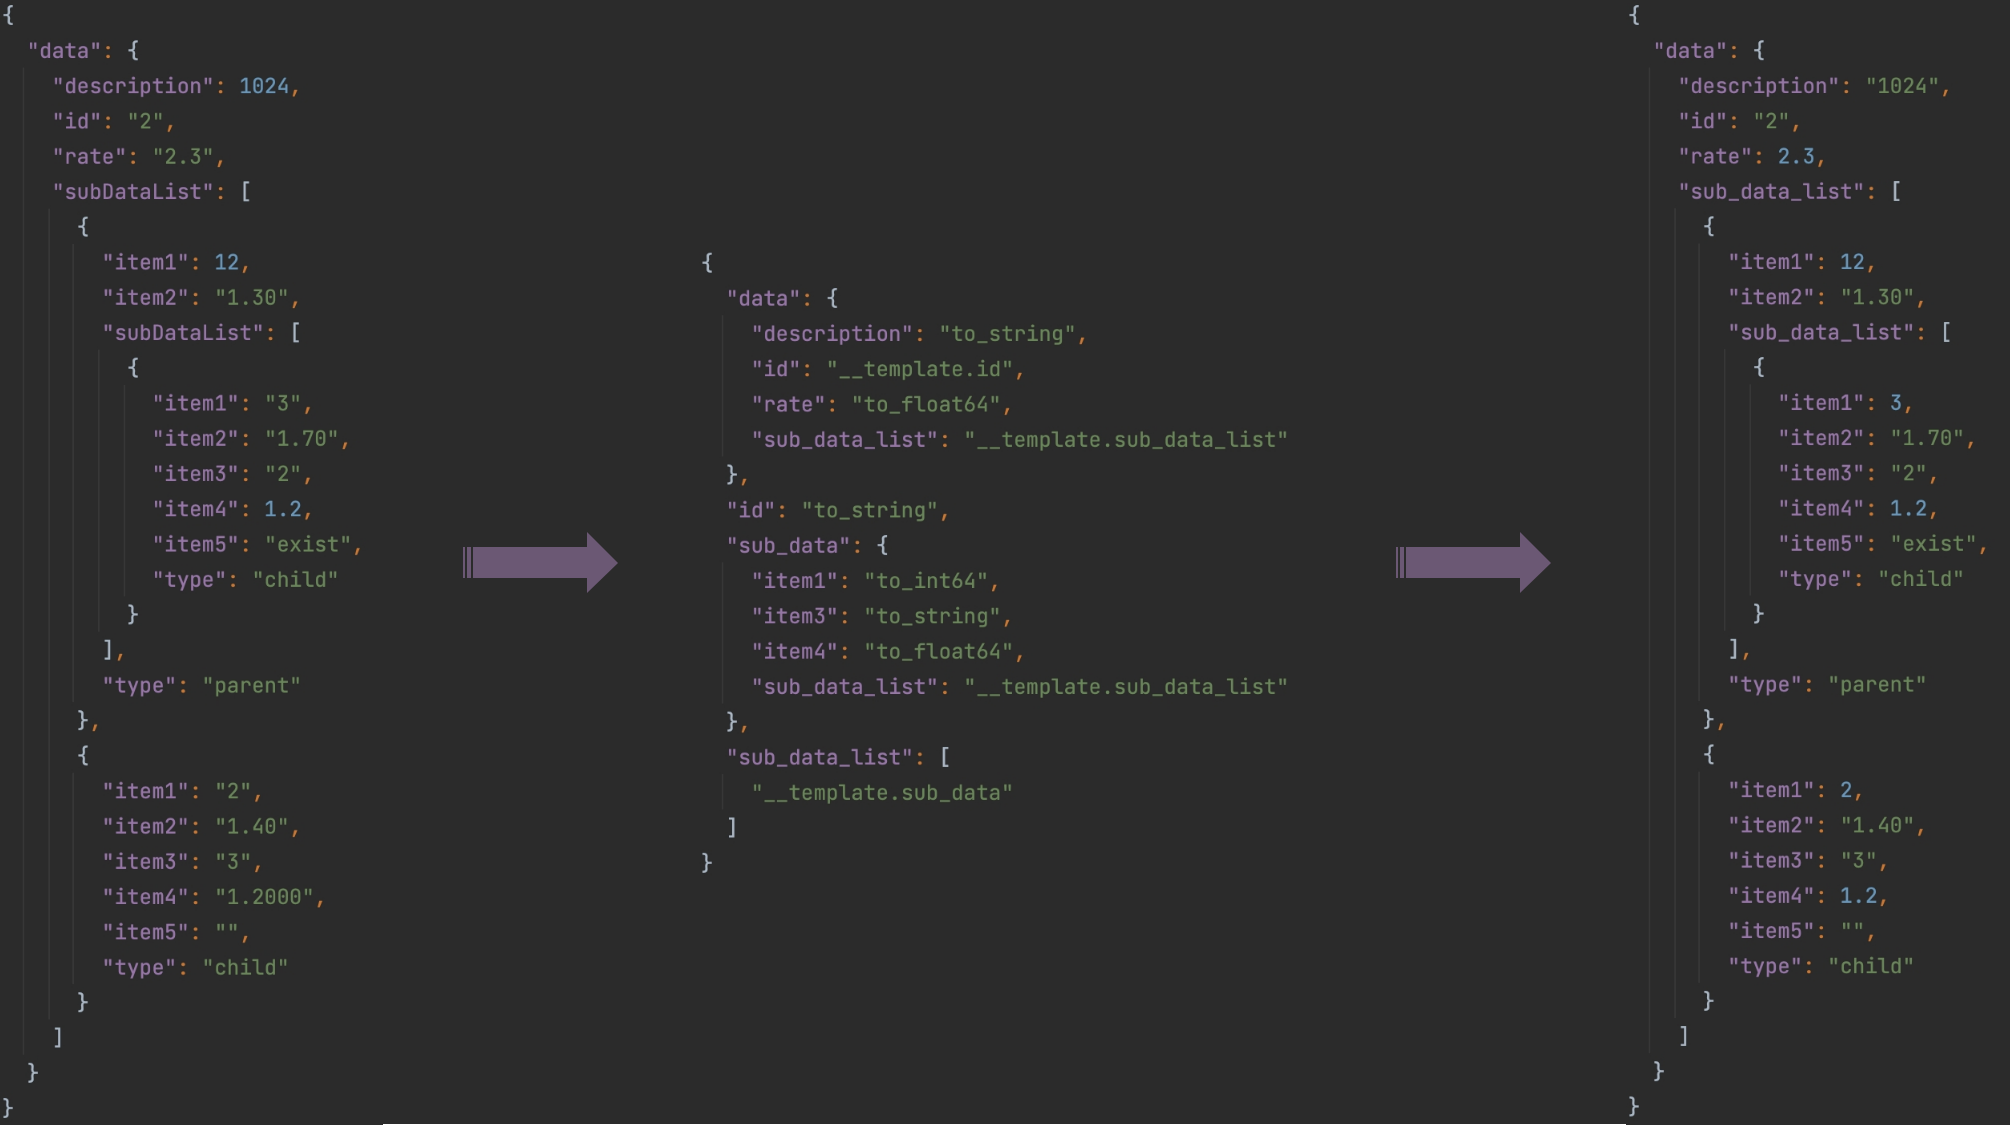 {
  "data": {
    "description": 1024,
    "id": "2",
    "rate": "2.3",
    "subDataList": [
      {
        "item1": 12,
        "item2": "1.30",
        "subDataList": [
          {
            "item1": "3",
            "item2": "1.70",
            "item3": "2",
            "item4": 1.2,
            "item5": "exist",
            "type": "child"
          }
        ],
        "type": "parent"
      },
      {
        "item1": "2",
        "item2": "1.40",
        "item3": "3",
        "item4": "1.2000",
        "item5": "",
        "type": "child"
      }
    ]
  }
}
{
  "data": {
    "description": "to_string",
    "id": "__template.id",
    "rate": "to_float64",
    "sub_data_list": "__template.sub_data_list"
  },
  "id": "to_string",
  "sub_data": {
    "item1": "to_int64",
    "item3": "to_string",
    "item4": "to_float64",
    "sub_data_list": "__template.sub_data_list"
  },
  "sub_data_list": [
    "__template.sub_data"
  ]
}
{
  "data": {
    "description": "1024",
    "id": "2",
    "rate": 2.3,
    "sub_data_list": [
      {
        "item1": 12,
        "item2": "1.30",
        "sub_data_list": [
          {
            "item1": 3,
            "item2": "1.70",
            "item3": "2",
            "item4": 1.2,
            "item5": "exist",
            "type": "child"
          }
        ],
        "type": "parent"
      },
      {
        "item1": 2,
        "item2": "1.40",
        "item3": "3",
        "item4": 1.2,
        "item5": "",
        "type": "child"
      }
    ]
  }
}